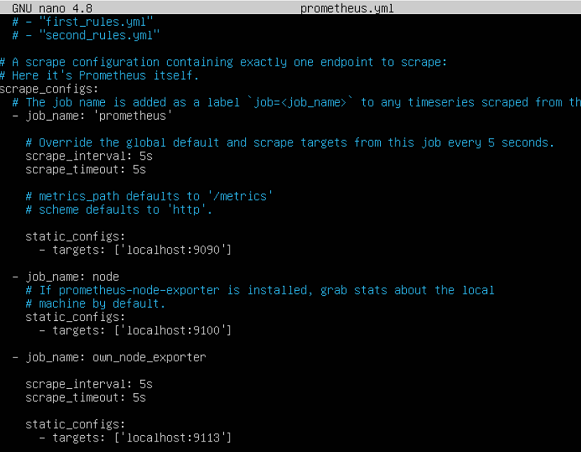 GNU nano 4.8 prometheus.yml
# - "first_rules.yml"
# - "second_rules.yml"
# A scrape configuration containing exactly one endpoint to scrape:
# Here it's Prometheus itself.
scrape_configs:
# The job name is added as a label `job=<job_name>` to any timeseries scraped from th
- job_name: 'prometheus'
# Override the global default and scrape targets from this job every 5 seconds.
scrape_interval: 5s
scrape_timeout: 5s
# metrics_path defaults to '/metrics'
# scheme defaults to 'http'.
static_configs:
- targets: ['localhost:9090']
- job_name: node
# If prometheus-node-exporter is installed, grab stats about the local
# machine by default.
static_configs:
- targets: ['localhost:9100']
- job_name: own_node_exporter
scrape_interval: 5s
scrape_timeout: 5s
static_configs:
- targets: ['localhost:9113']